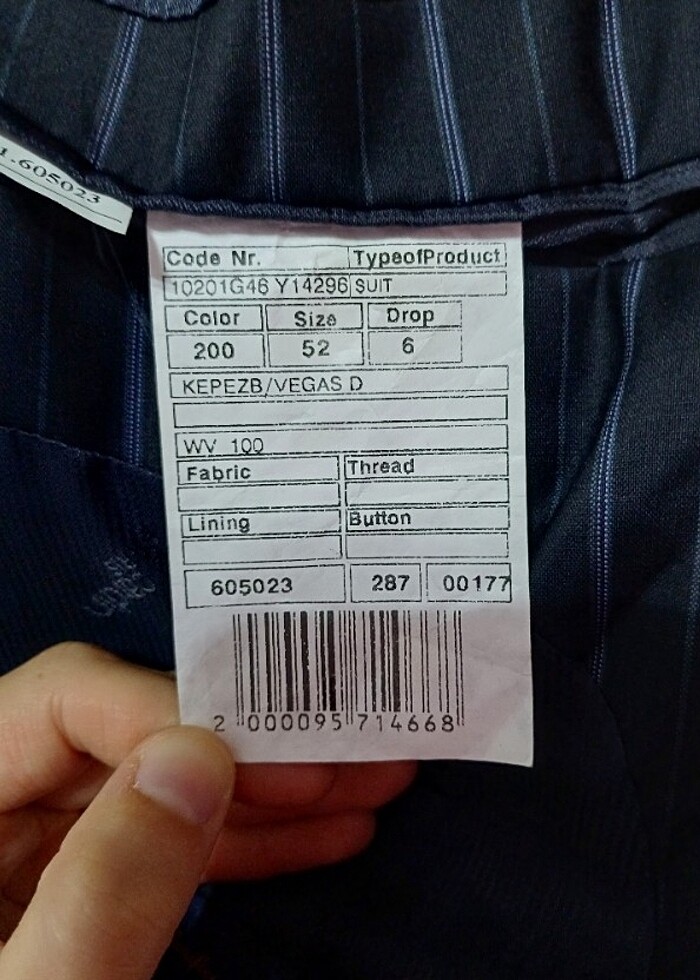 1.605023
Code Nr. TypeofProduct
10201G46 Y14296 SUIT
Color Size Drop
200 52 6
KEPEZB/VEGAS D
WV 100
Fabric Thread
Lining Button
605023 287 00177
2 000095 714668